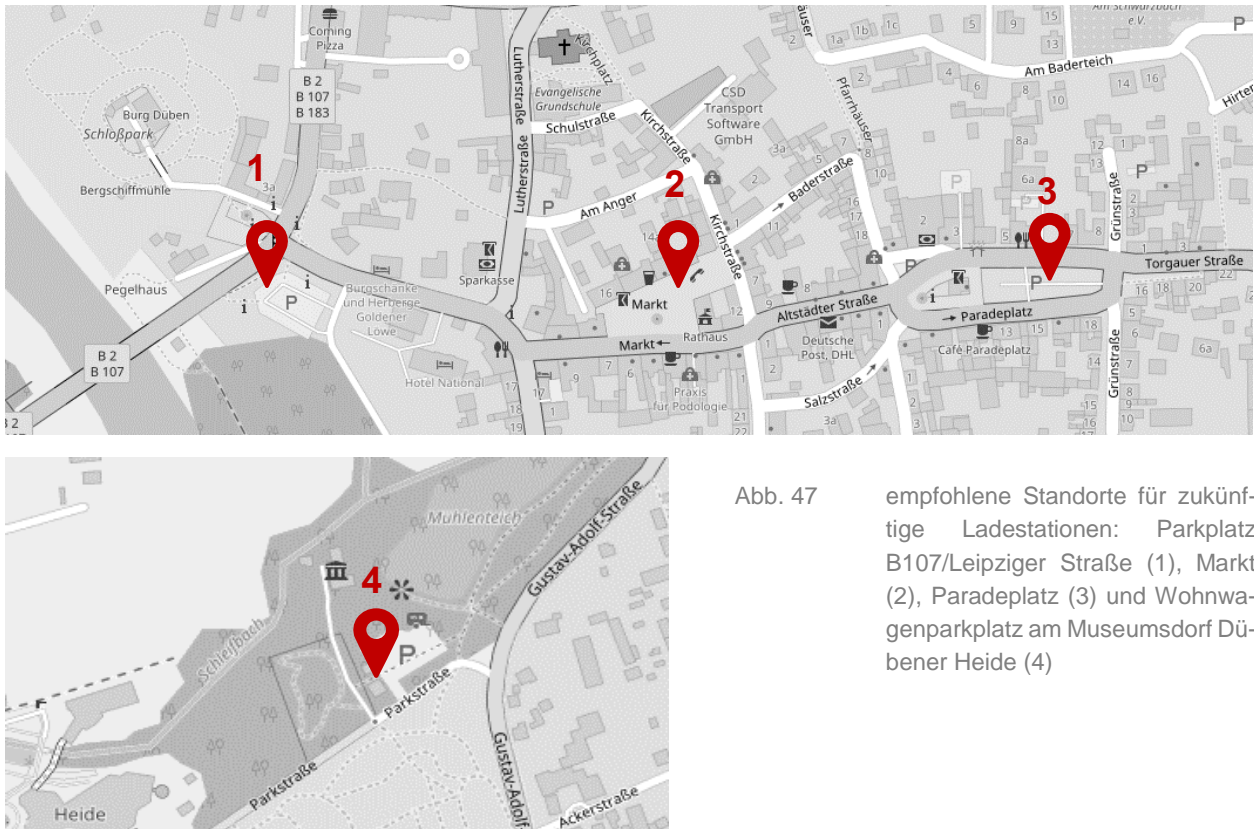 Coming
Pizza
B 2
B 107
B 183
Burg Düben
Schloßpark
Bergschiffmühle
1
3a
Pegelhaus
P
B 2
B 107
Burgschänke
und Herberge
Goldener
Löwe
Hotel National
Sparkasse
Lutherstraße
Lutherstraße
Kirchplatz
Evangelische
Grundschule
Schulstraße
Am Anger
P
Kirchstraße
CSD
Transport
Software
GmbH
2
Kirchstraße
Baderstraße
Pfarrhäuser
Markt
Rathaus
Markt
Praxis
für Podologie
Altstädter Straße
Deutsche
Post, DHL
Salzstraße
Am Schwarzbach
e.V.
P
Am Baderteich
3
P
P
P
Grünstraße
Torgauer Straße
Paradeplatz
Café Paradeplatz
Grünstraße
Mühlenteich
Gustav-Adolf-Straße
4
P
Schleifbach
Parkstraße
Parkstraße
Gustav-Adolf-
Ackerstraße
Heide
Abb. 47 empfohlene Standorte für zukünf-
tige Ladestationen: Parkplatz
B107/Leipziger Straße (1), Markt
(2), Paradeplatz (3) und Wohnwa-
genparkplatz am Museumsdorf Dü-
bener Heide (4)